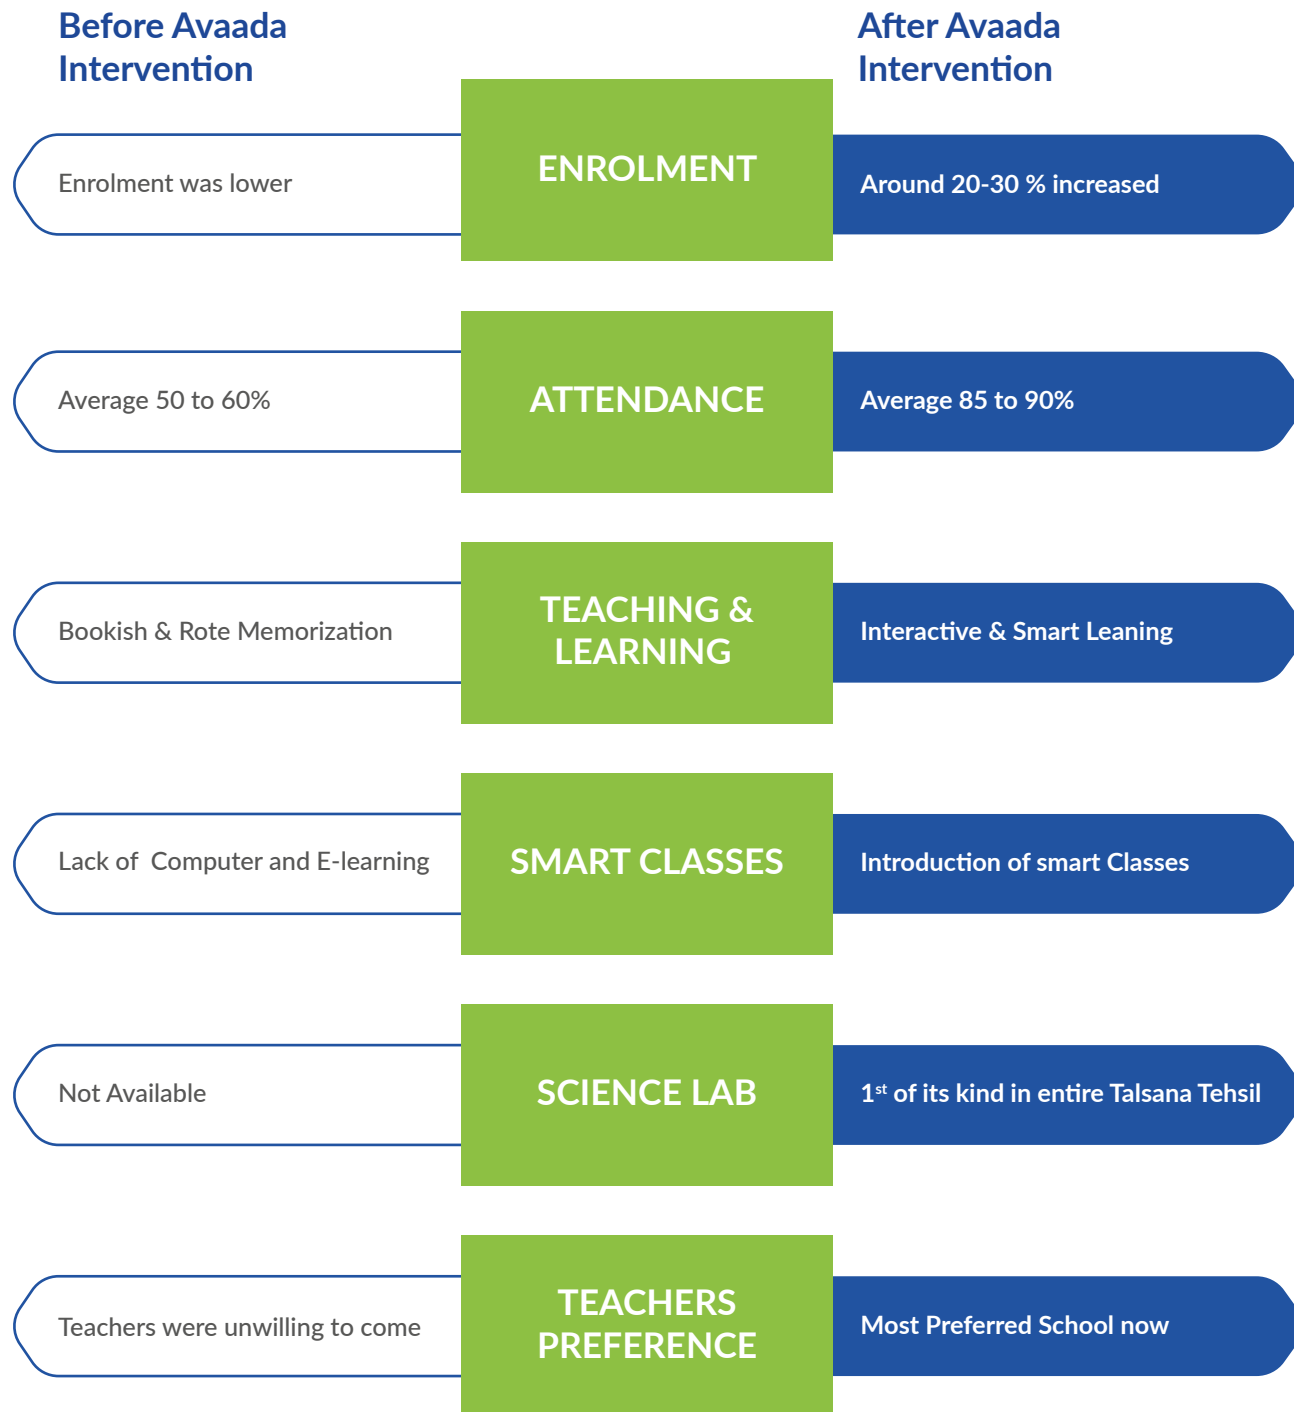 Before Avaada
Intervention
After Avaada
Intervention
Enrolment was lower
ENROLMENT
Around 20-30 % increased
Average 50 to 60%
ATTENDANCE
Average 85 to 90%
Bookish & Rote Memorization
TEACHING &
LEARNING
Interactive & Smart Leaning
Lack of  Computer and E-learning
SMART CLASSES
Introduction of smart Classes
Not Available
SCIENCE LAB
1st of its kind in entire Talsana Tehsil
Teachers were unwilling to come
TEACHERS
PREFERENCE
Most Preferred School now